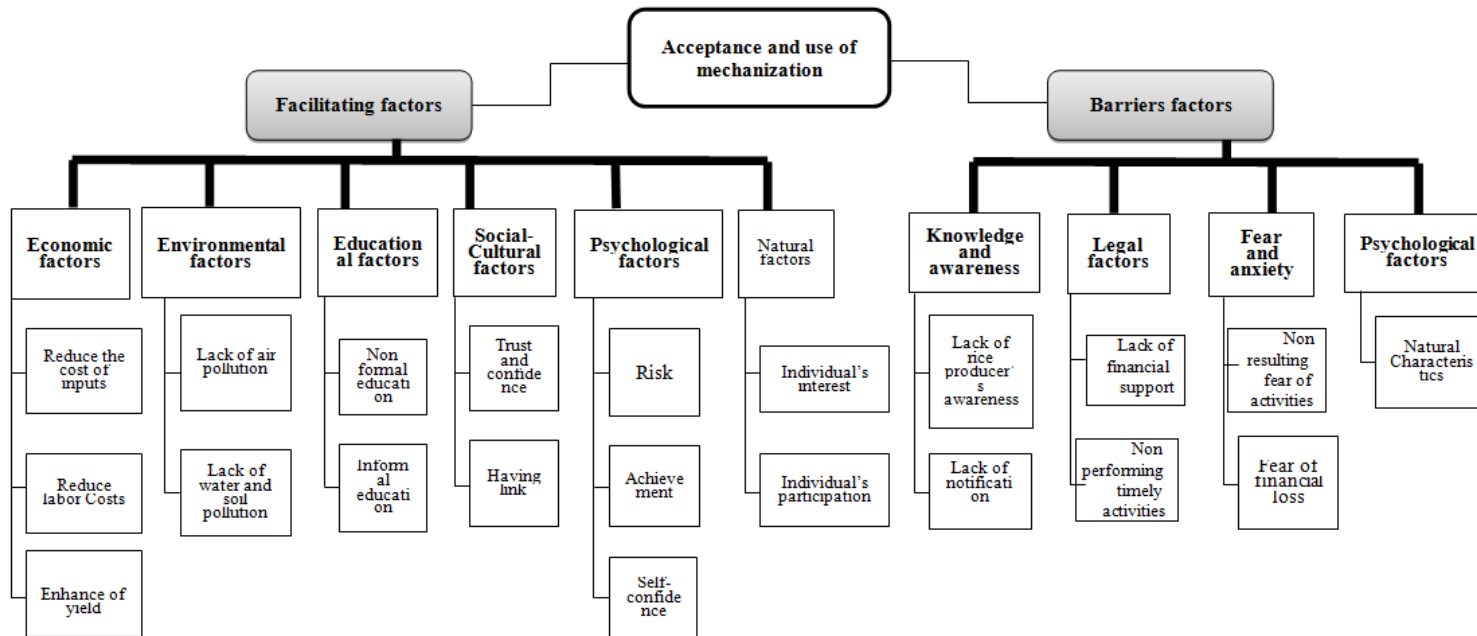 Acceptance and use of
mechanization
Facilitating factors
Barriers factors
Economic
factors
Environmental
factors
Education
al factors
Social-
Cultural
factors
Psychological
factors
Natural
factors
Knowledge
and
awareness
Legal
factors
Fear
and
anxiety
Psychological
factors
Reduce the
cost of
inputs
Reduce
labor Costs
Enhance of
yield
Lack of air
pollution
Lack of
water and
soil
pollution
Non
formal
educati
on
Inform
al
educati
on
Trust
and
confide
nce
Having
link
Risk
Achieve
ment
Self-
confide
nce
Individual's
interest
Individual's
participation
Lack of
rice
producer'
s
awareness
Lack of
notificati
on
Lack of
financial
support
Non
performing
timely
activities
Non
resulting
fear of
activities
Fear of
financial
loss
Natural
Characteris
tics